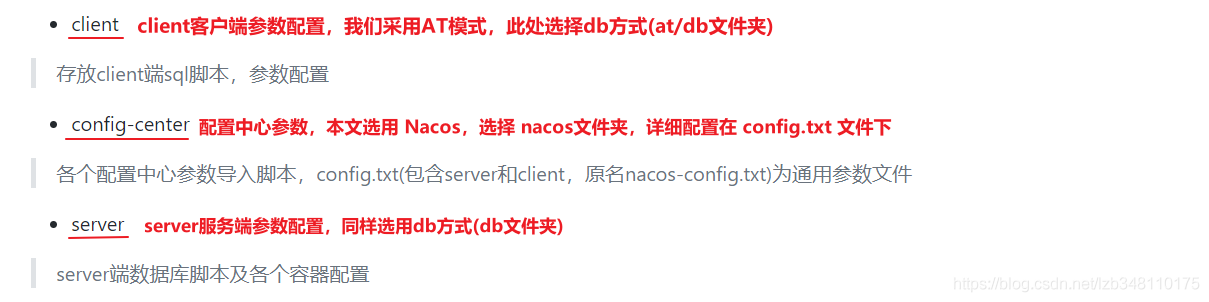 client client客户端参数配置，我们采用AT模式，此处选择db方式(at/db文件夹)
存放client端sql脚本，参数配置
config-center 配置中心参数，本文选用 Nacos，选择 nacos文件夹，详细配置在 config.txt 文件下
各个配置中心参数导入脚本，config.txt(包含server和client，原名nacos-config.txt)为通用参数文件
server server服务端参数配置，同样选用db方式(db文件夹)
server端数据库脚本及各个容器配置
https://blog.csdn.net/lzb348110175